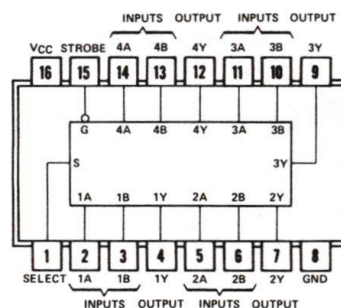 INPUTS OUTPUT INPUTS OUTPUT
VCC STROBE 4A 4B 4Y 3A 3B 3Y
16 15 14 13 12 11 10 9
G 4A 4B 4Y 3A 3B
S 3Y
1A 1B 1Y 2A 2B 2Y
1 2 3 4 5 6 7 8
SELECT 1A 1B 1Y 2A 2B 2Y GND
INPUTS OUTPUT INPUTS OUTPUT